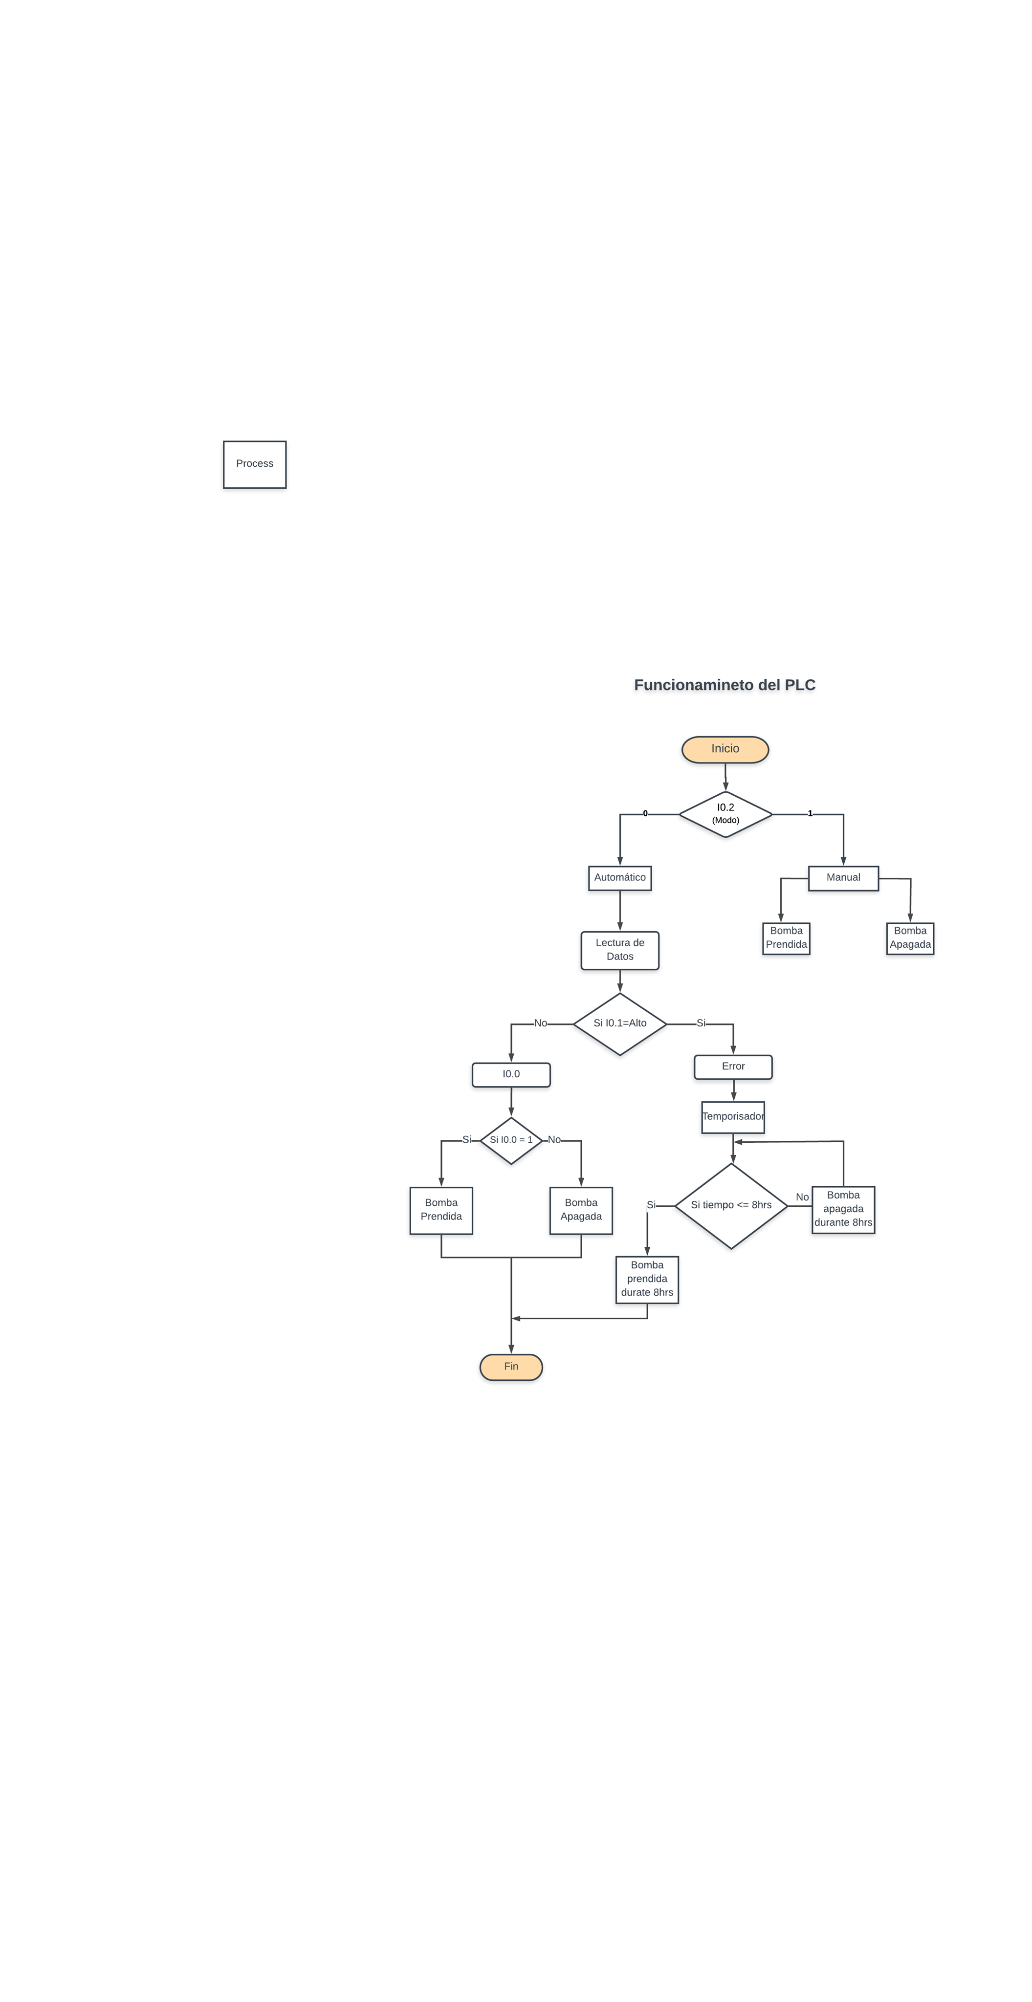 Process
Funcionamineto del PLC
Inicio
I0.2
(Modo)
0
1
Automático
Manual
Bomba
Prendida
Bomba
Apagada
Lectura de
Datos
Si I0.1=Alto
No
Si
I0.0
Error
Temporisador
Si I0.0 = 1
Si
No
Bomba
Prendida
Bomba
Apagada
Si tiempo <= 8hrs
Si
No
Bomba
apagada
durante 8hrs
Bomba
prendida
durate 8hrs
Fin